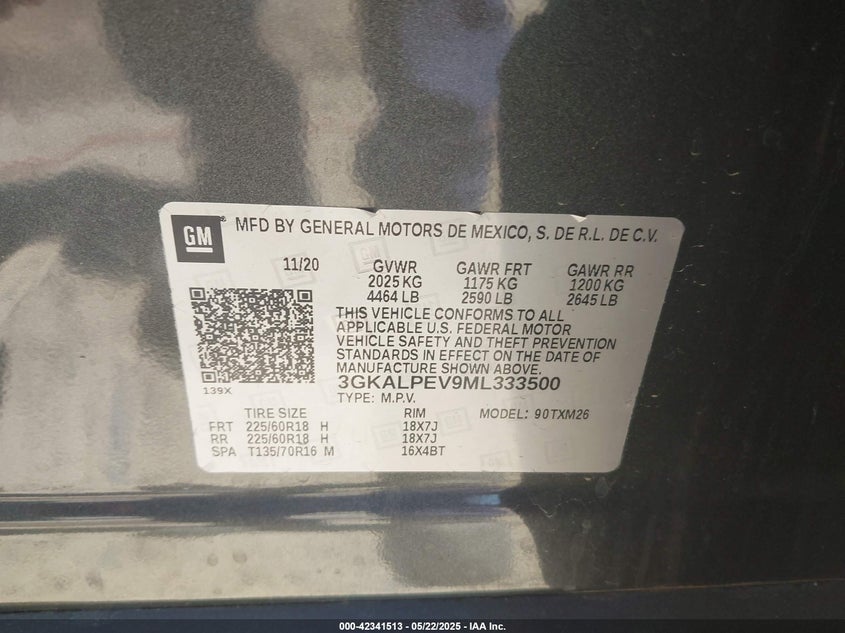 GM ® MFD BY GENERAL MOTORS DE MEXICO, S. DE R.L. DE C.V.
11/20 GVWR GAWR FRT GAWR RR
2025 KG 1175 KG 1200 KG
4464 LB 2590 LB 2645 LB
THIS VEHICLE CONFORMS TO ALL
APPLICABLE U.S. FEDERAL MOTOR
VEHICLE SAFETY AND THEFT PREVENTION
STANDARDS IN EFFECT ON THE DATE OF
MANUFACTURE SHOWN ABOVE.
3GKALPEV9ML333500
139X
TYPE: M.P.V.
TIRE SIZE RIM MODEL: 90TXM26
FRT 225/60R18 H 18X7J
RR 225/60R18 H 18X7J
SPA T135/70R16 M 16X4BT
000-42341513 - 05/22/2025 - IAA Inc.